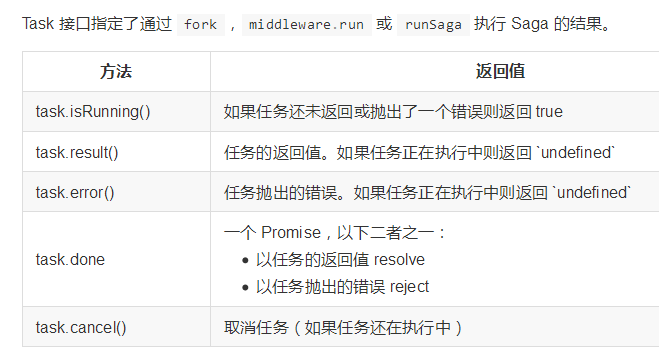 Task 接口指定了通过 fork , middleware.run 或 runSaga 执行 Saga 的结果。
方法 返回值
task.isRunning() 如果任务还未返回或抛出了一个错误则返回 true
task.result() 任务的返回值。如果任务正在执行中则返回 `undefined`
task.error() 任务抛出的错误。如果任务正在执行中则返回 `undefined`
task.done 一个 Promise，以下二者之一：
• 以任务的返回值 resolve
• 以任务抛出的错误 reject
task.cancel() 取消任务（如果任务还在执行中）